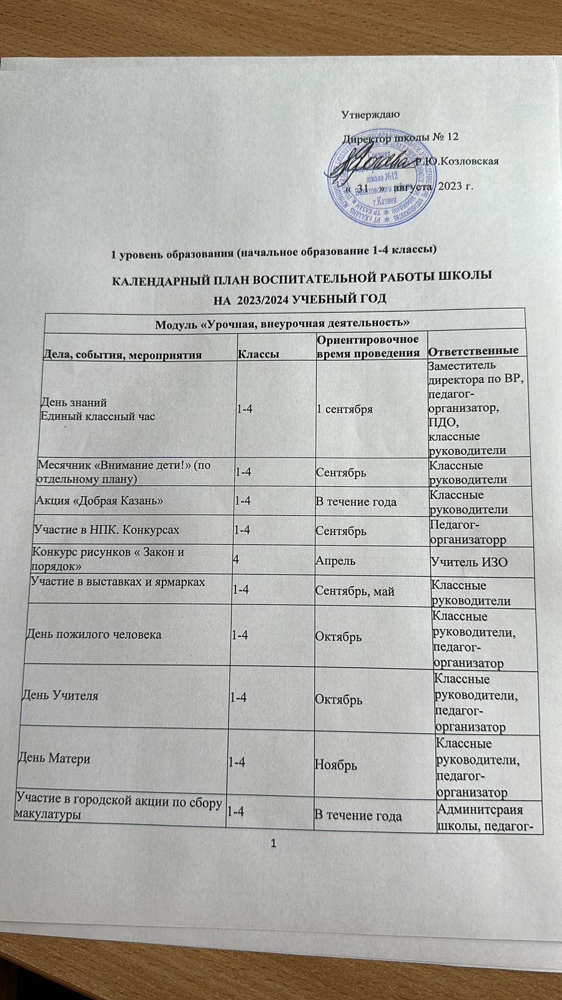 Утверждаю
Директор школы № 12
Р.Ю.Козловская
« 31 » августа 2023 г.
Средняя
школа №12
г.Казани
1 уровень образования (начальное образование 1-4 классы)
КАЛЕНДАРНЫЙ ПЛАН ВОСПИТАТЕЛЬНОЙ РАБОТЫ ШКОЛЫ
НА 2023/2024 УЧЕБНЫЙ ГОД
Модуль «Урочная, внеурочная деятельность»
Дела, события, мероприятия
Классы
Ориентировочное
время проведения
Ответственные
День знаний
Единый классный час
1-4
1 сентября
Заместитель
директора по ВР,
педагог-
организатор,
ПДО,
классные
руководители
Месячник «Внимание дети!» (по
отдельному плану)
1-4
Сентябрь
Классные
руководители
Акция «Добрая Казань»
1-4
В течение года
Классные
руководители
Участие в НПК. Конкурсах
1-4
Сентябрь
Педагог-
организаторр
Конкурс рисунков « Закон и
порядок»
4
Апрель
Учитель ИЗО
Участие в выставках и ярмарках
1-4
Сентябрь, май
Классные
руководители
День пожилого человека
1-4
Октябрь
Классные
руководители,
педагог-
организатор
День Учителя
1-4
Октябрь
Классные
руководители,
педагог-
организатор
День Матери
1-4
Ноябрь
Классные
руководители,
педагог-
организатор
Участие в городской акции по сбору
макулатуры
1-4
В течение года
Админитсраия
школы, педагог-
1